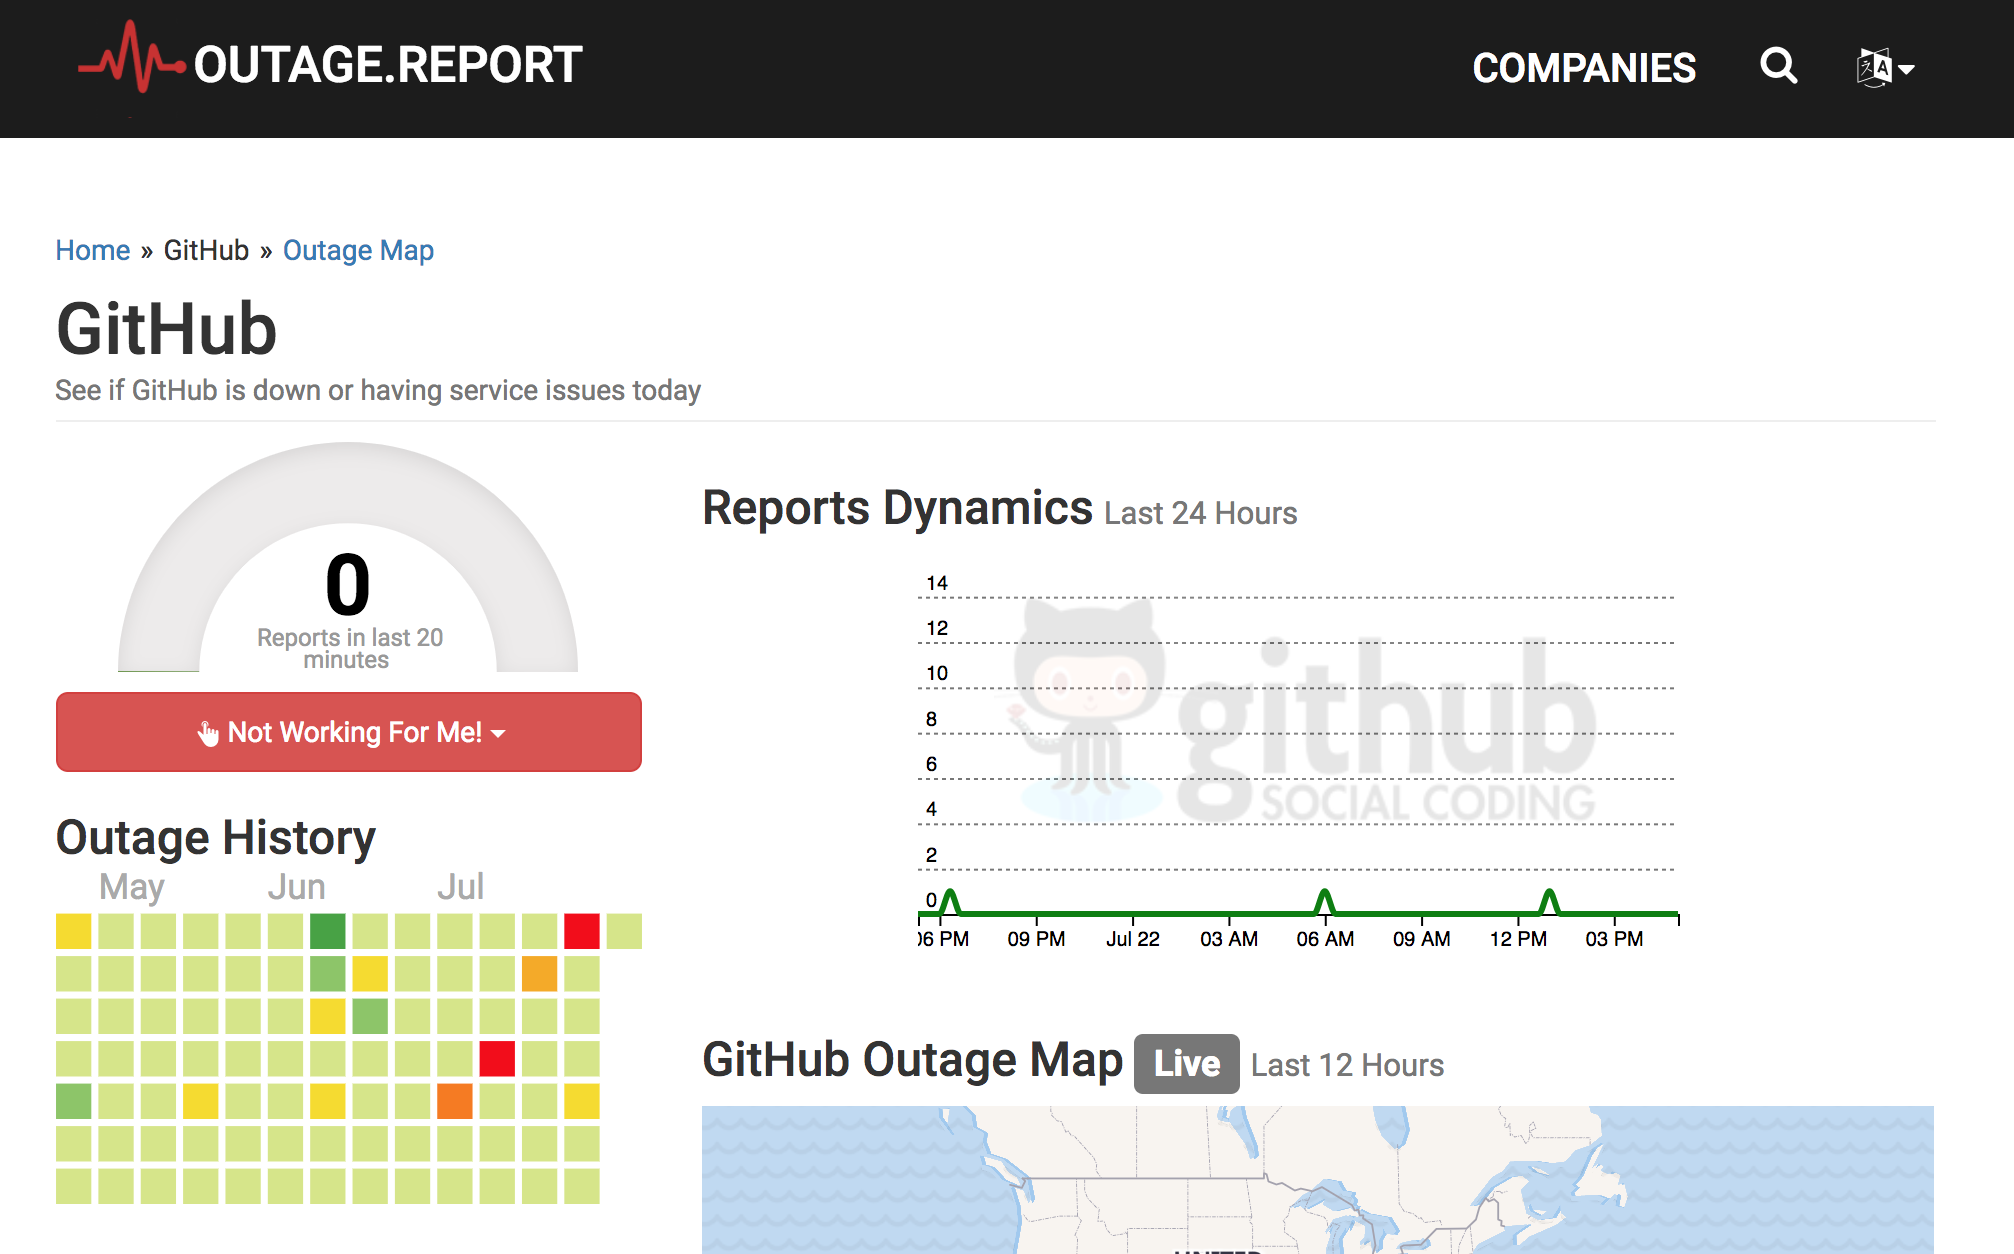 OUTAGE.REPORT
COMPANIES
Home » GitHub » Outage Map
GitHub
See if GitHub is down or having service issues today
0
Reports in last 20
minutes
Not Working For Me!
Outage History
May Jun Jul
Reports Dynamics Last 24 Hours
14
12
10
8
6
4
2
0
github
SOCIAL CODING
06 PM 09 PM Jul 22 03 AM 06 AM 09 AM 12 PM 03 PM
GitHub Outage Map Live Last 12 Hours
UNITED